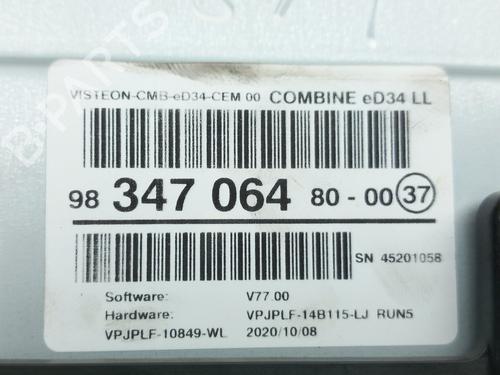 VISTEON-CMB-eD34-CEM 00 COMBINE eD34 LL
98 347 064 80 - 00 37
SN 45201058
Software: V77.00
Hardware: VPJPLF-14B115-LJ RUN5
VPJPLF-10849-WL 2020/10/08